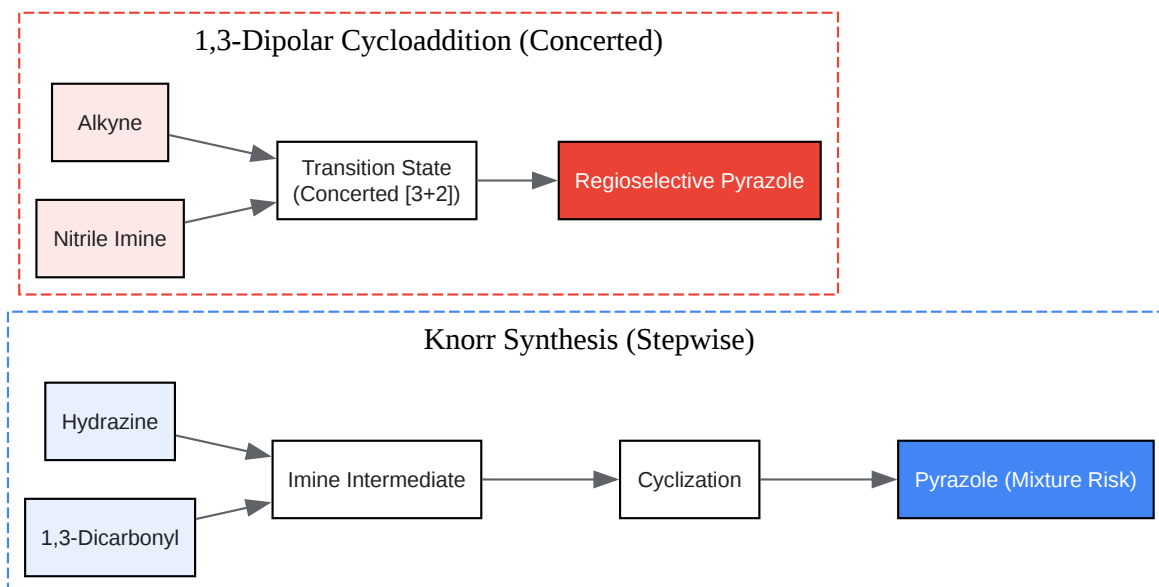 1,3-Dipolar Cycloaddition (Concerted)
Alkyne
Nitrile Imine
Transition State
(Concerted [3+2])
Regioselective Pyrazole
Knorr Synthesis (Stepwise)
Hydrazine
1,3-Dicarbonyl
Imine Intermediate
Cyclization
Pyrazole (Mixture Risk)